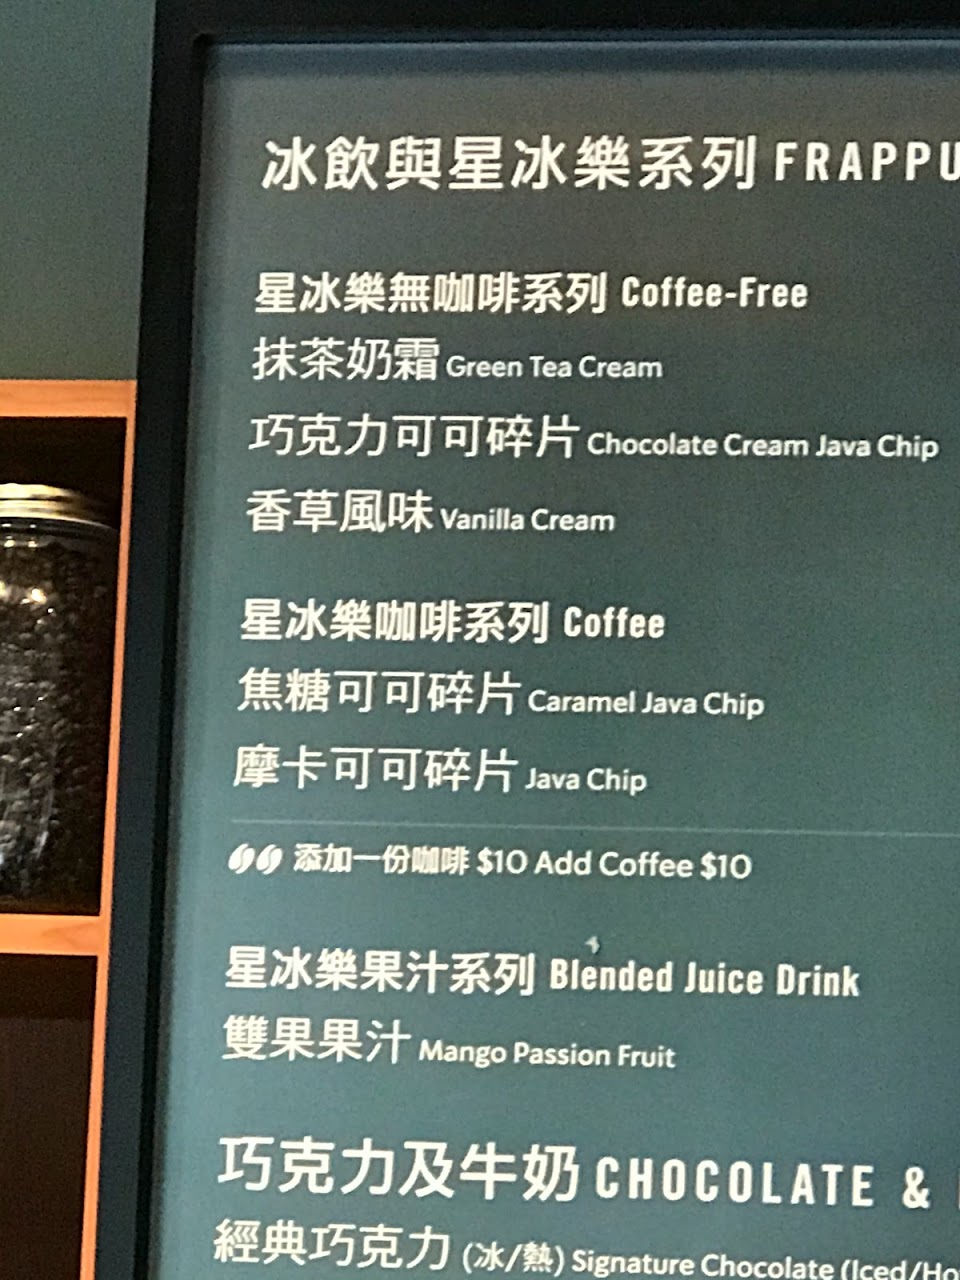 冰飲與星冰樂系列 FRAPPU
星冰樂無咖啡系列 Coffee-Free
抹茶奶霜 Green Tea Cream
巧克力可可碎片 Chocolate Cream Java Chip
香草風味 Vanilla Cream
星冰樂咖啡系列 Coffee
焦糖可可碎片 Caramel Java Chip
摩卡可可碎片 Java Chip
添加一份咖啡 $10 Add Coffee $10
星冰樂果汁系列 Blended Juice Drink
雙果果汁 Mango Passion Fruit
巧克力及牛奶 CHOCOLATE &
經典巧克力 (冰/熱) Signature Chocolate (Iced/Ho